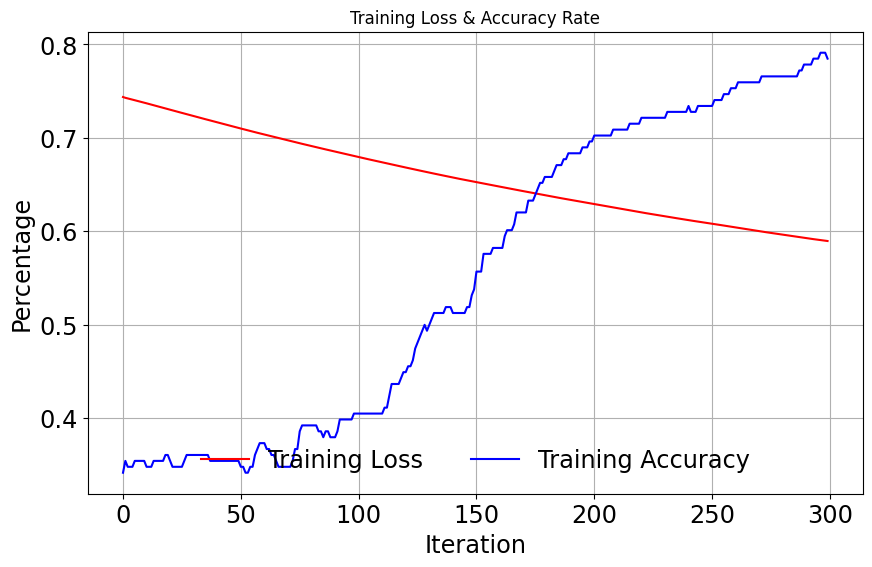 Training Loss & Accuracy Rate
Percentage
0.8
0.7
0.6
0.5
0.4
Training Loss
Training Accuracy
0 50 100 150 200 250 300
Iteration